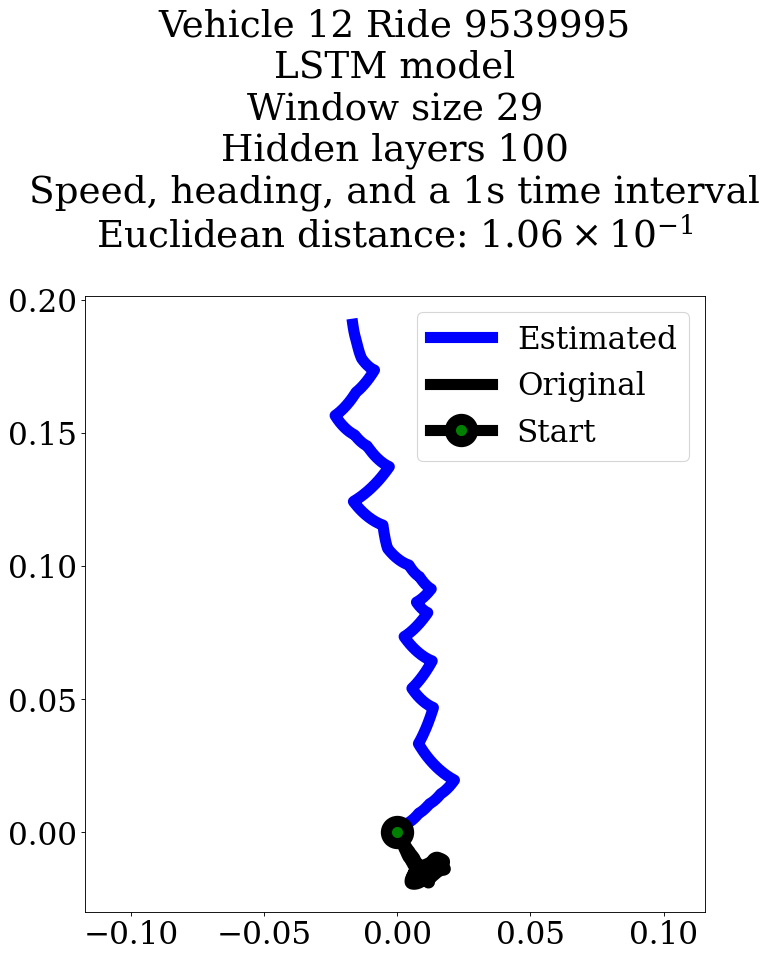 Vehicle 12 Ride 9539995
LSTM model
Window size 29
Hidden layers 100
Speed, heading, and a 1s time interval
Euclidean distance: 1.06 × 10⁻¹
Estimated
Original
Start
0.20
0.15
0.10
0.05
0.00
−0.10 −0.05 0.00 0.05 0.10